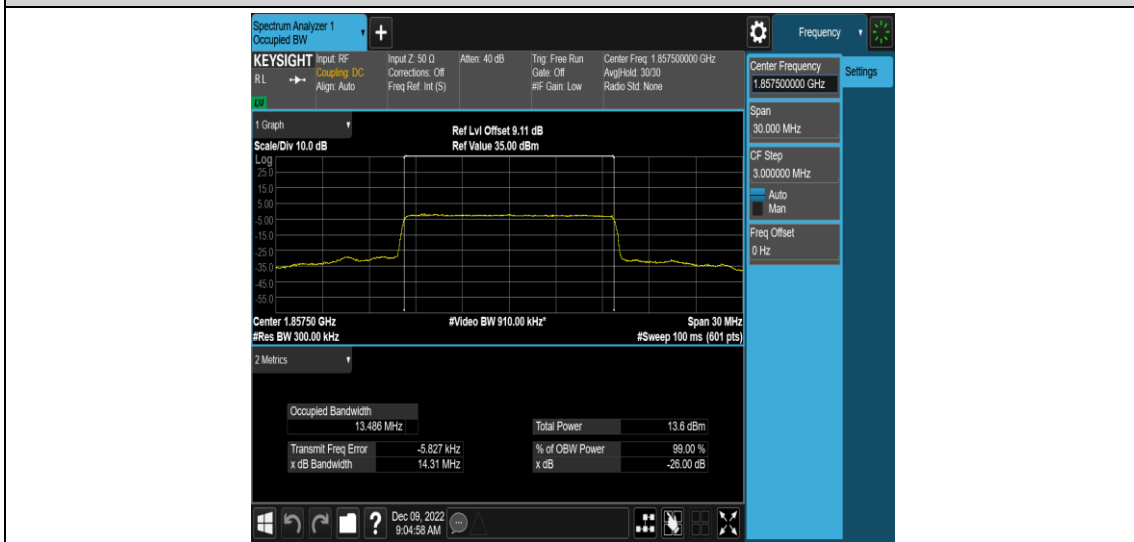 Spectrum Analyzer 1
Occupied BW
Frequency
KEYSIGHT
RL
Input: RF
Coupling: DC
Align: Auto
Input Z: 50 Ω
Corrections: Off
Freq Ref: Int (S)
Atten: 40 dB
Trig: Free Run
Gate: Off
#IF Gain: Low
Center Freq: 1.857500000 GHz
Avg|Hold: 30/30
Radio Std: None
Center Frequency
1.857500000 GHz
Settings
Span
30.000 MHz
CF Step
3.000000 MHz
Auto
Man
Freq Offset
0 Hz
1 Graph
Scale/Div 10.0 dB
Ref Lvl Offset 9.11 dB
Ref Value 35.00 dBm
Log
25.0
15.0
5.00
-5.00
-15.0
-25.0
-35.0
-45.0
-55.0
Center 1.85750 GHz
#Video BW 910.00 kHz*
Span 30 MHz
#Res BW 300.00 kHz
#Sweep 100 ms (601 pts)
2 Metrics
Occupied Bandwidth
13.486 MHz
Total Power 13.6 dBm
Transmit Freq Error -5.827 kHz
% of OBW Power 99.00 %
x dB Bandwidth 14.31 MHz
x dB -26.00 dB
?
Dec 09, 2022
9:04:58 AM